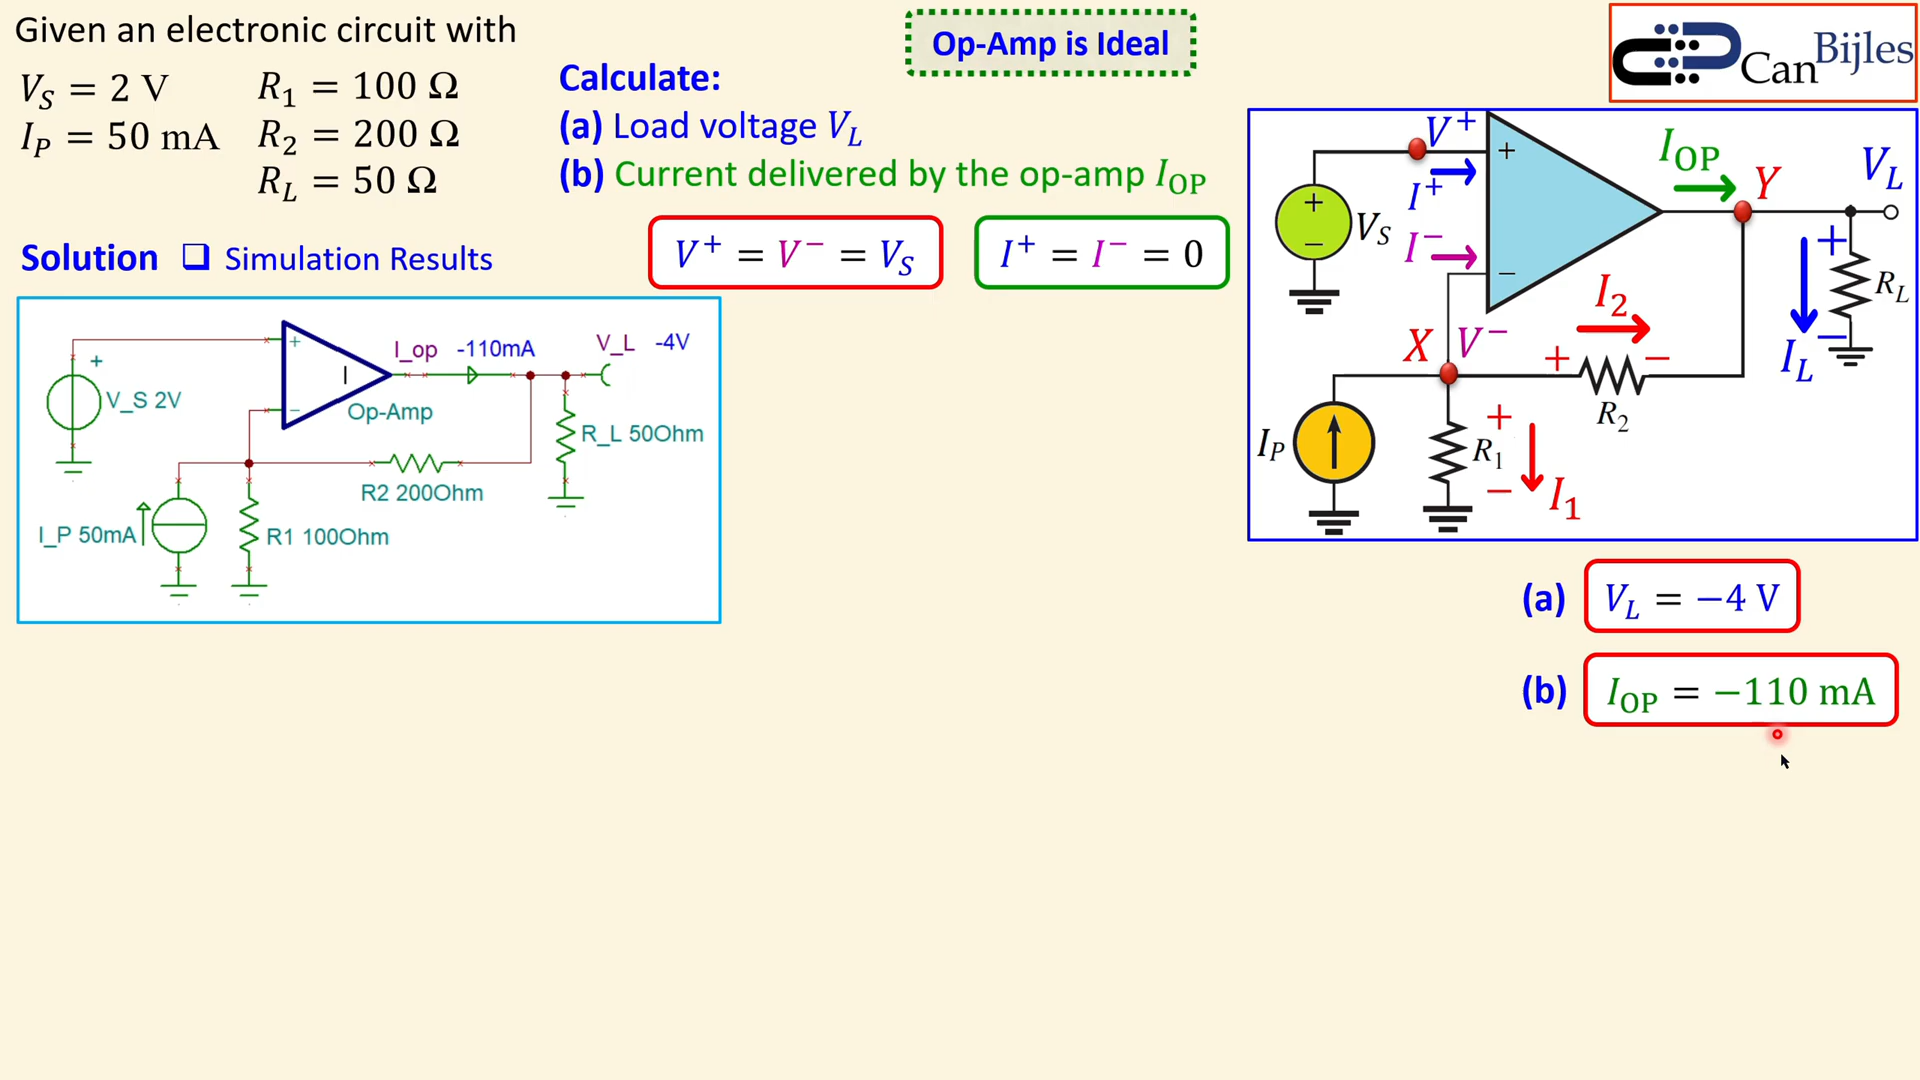 Given an electronic circuit with
V_S = 2 V
I_P = 50 mA
R_1 = 100 Ω
R_2 = 200 Ω
R_L = 50 Ω
Op-Amp is Ideal
Calculate:
(a) Load voltage V_L
(b) Current delivered by the op-amp I_OP
Can Bijles
Solution ❑ Simulation Results
V⁺ = V⁻ = V_S
I⁺ = I⁻ = 0
+
V_S 2V
+
−
I
Op-Amp
I_op -110mA
V_L -4V
R_L 50Ohm
R2 200Ohm
I_P 50mA
R1 100Ohm
V⁺
+
I⁺
+
−
V_S
I⁻
−
I_OP
Y
V_L
+
R_L
−
I_L
I_2
X V⁻
+ −
R_2
I_P
+
R_1
−
I_1
(a) V_L = −4 V
(b) I_OP = −110 mA